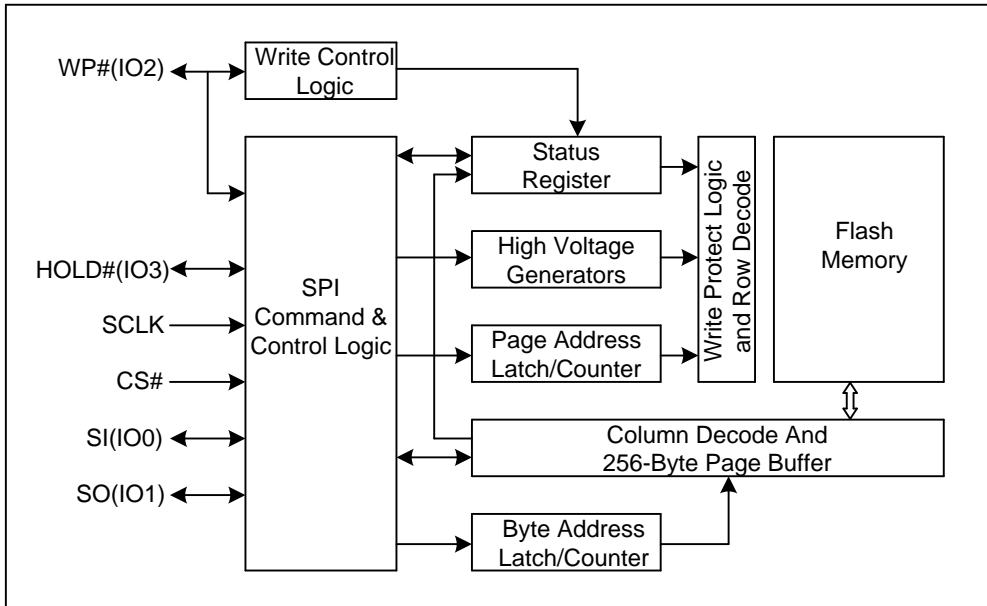 WP#(IO2)
Write Control
Logic
HOLD#(IO3)
SCLK
CS#
SI(IO0)
SO(IO1)
SPI
Command &
Control Logic
Status
Register
High Voltage
Generators
Page Address
Latch/Counter
Write Protect Logic
and Row Decode
Flash
Memory
Column Decode And
256-Byte Page Buffer
Byte Address
Latch/Counter